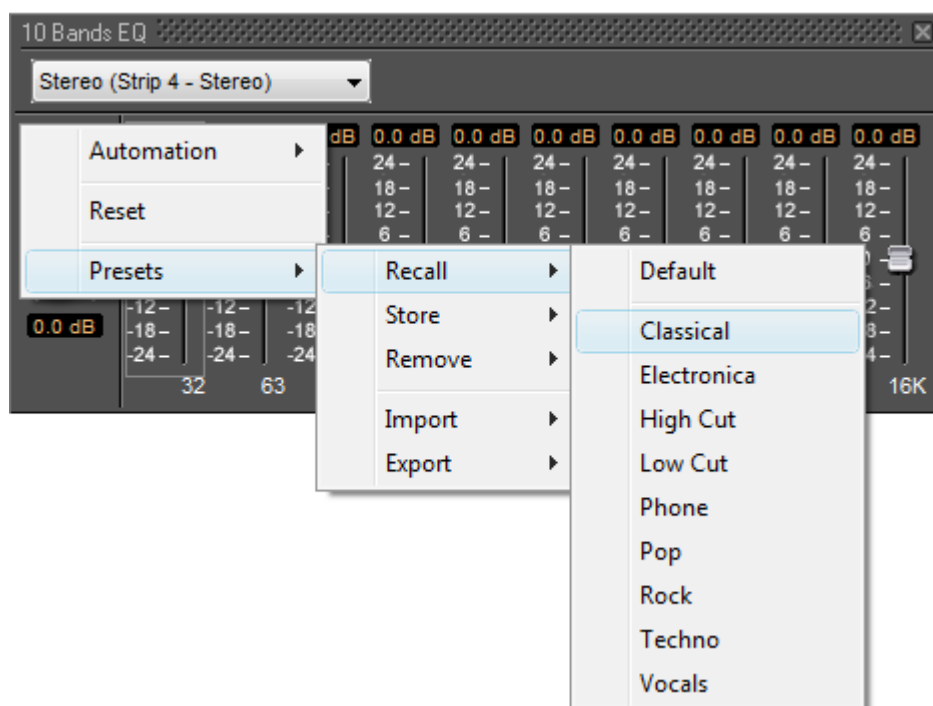 10 Bands EQ
Stereo (Strip 4 - Stereo)
dB 0.0 dB 0.0 dB 0.0 dB 0.0 dB 0.0 dB 0.0 dB 0.0 dB
24 – 24 – 24 – 24 – 24 – 24 – 24 –
18 – 18 – 18 – 18 – 18 – 18 – 18 –
12 – 12 – 12 – 12 – 12 – 12 – 12 –
6 – 6 – 6 – 6 – 6 – 6 – 6 –
Automation
Reset
Presets
Recall
Store
Remove
Import
Export
Default
Classical
Electronica
High Cut
Low Cut
Phone
Pop
Rock
Techno
Vocals
0.0 dB
-12 – -12 – -12
-18 – -18 – -18
-24 – -24 – -24
32 63 16K